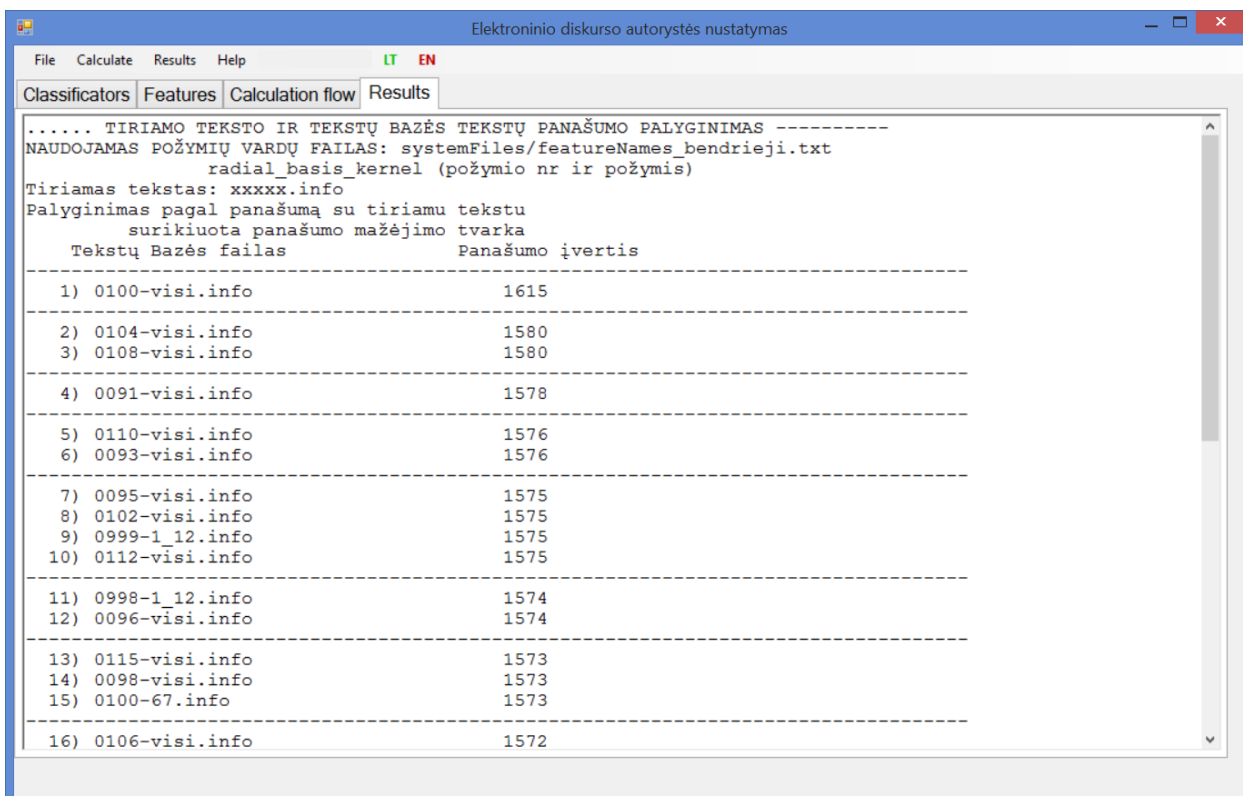 Elektroninio diskurso autorystės nustatymas
File Calculate Results Help LT EN
Classificators Features Calculation flow Results
...... TIRIAMO TEKSTO IR TEKSTŲ BAZĖS TEKSTŲ PANAŠUMO PALYGINIMAS ----------
NAUDOJAMAS POŽYMIŲ VARDŲ FAILAS: systemFiles/featureNames_bendrieji.txt
radial_basis_kernel (požymio nr ir požymis)
Tiriamas tekstas: xxxxx.info
Palyginimas pagal panašumą su tiriamu tekstu
surikiuota panašumo mažėjimo tvarka
Tekstų Bazės failas Panašumo įvertis
1) 0100-visi.info 1615
2) 0104-visi.info 1580
3) 0108-visi.info 1580
4) 0091-visi.info 1578
5) 0110-visi.info 1576
6) 0093-visi.info 1576
7) 0095-visi.info 1575
8) 0102-visi.info 1575
9) 0999-1_12.info 1575
10) 0112-visi.info 1575
11) 0998-1_12.info 1574
12) 0096-visi.info 1574
13) 0115-visi.info 1573
14) 0098-visi.info 1573
15) 0100-67.info 1573
16) 0106-visi.info 1572